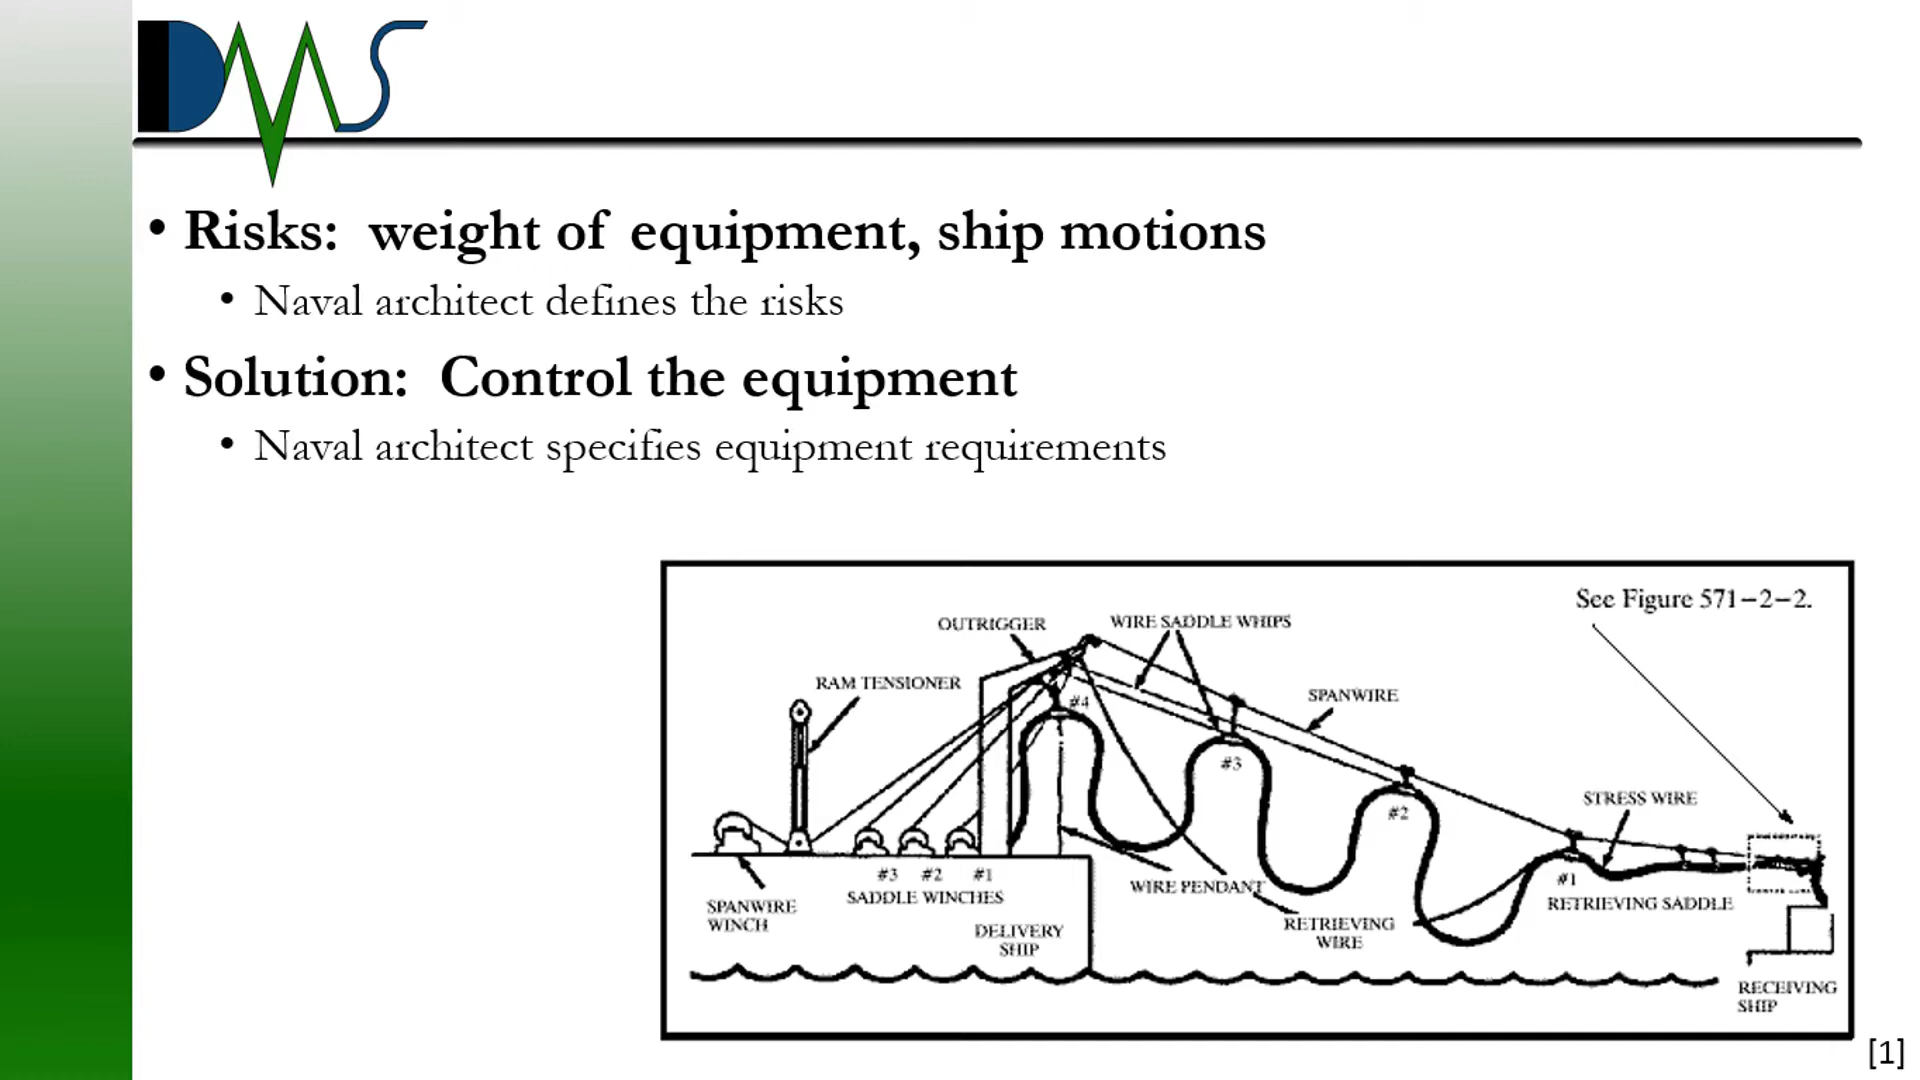 DMS
• Risks: weight of equipment, ship motions
• Naval architect defines the risks
• Solution: Control the equipment
• Naval architect specifies equipment requirements
See Figure 571-2-2.
OUTRIGGER
WIRE SADDLE WHIPS
RAM TENSIONER
SPANWIRE
#4
#3
#2
STRESS WIRE
#3 #2 #1
SADDLE WINCHES
SPANWIRE
WINCH
WIRE PENDANT
#1
RETRIEVING SADDLE
DELIVERY
SHIP
RETRIEVING
WIRE
RECEIVING
SHIP
[1]